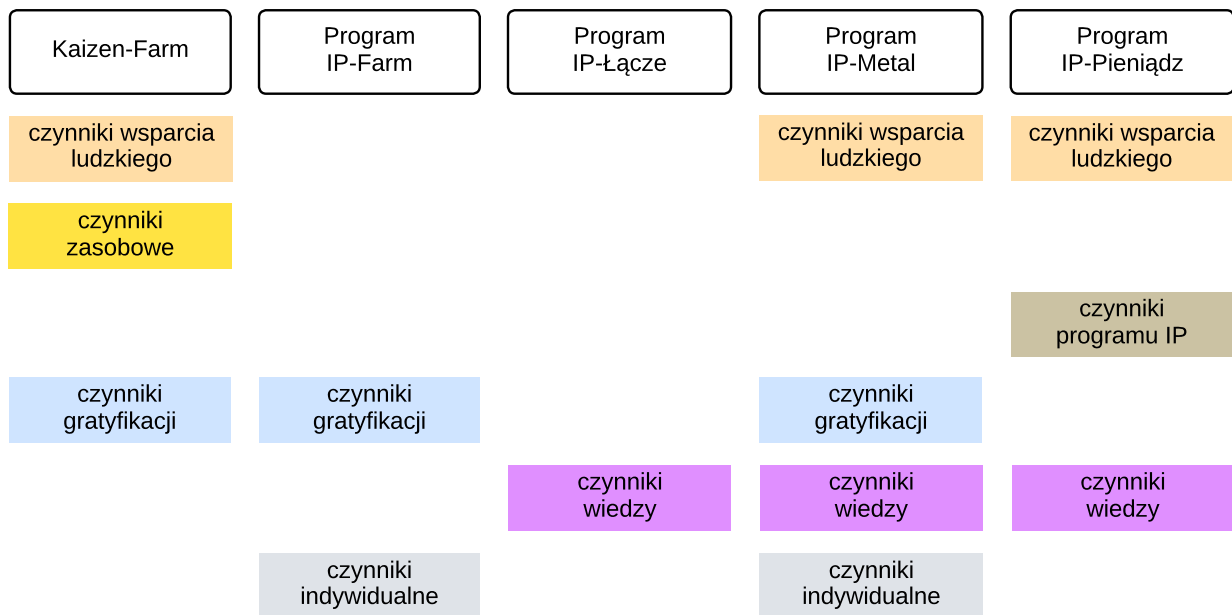 Kaizen-Farm
Program
IP-Farm
Program
IP-Łącze
Program
IP-Metal
Program
IP-Pieniądz
czynniki wsparcia
ludzkiego
czynniki wsparcia
ludzkiego
czynniki wsparcia
ludzkiego
czynniki
zasobowe
czynniki
programu IP
czynniki
gratyfikacji
czynniki
gratyfikacji
czynniki
gratyfikacji
czynniki
wiedzy
czynniki
wiedzy
czynniki
wiedzy
czynniki
indywidualne
czynniki
indywidualne